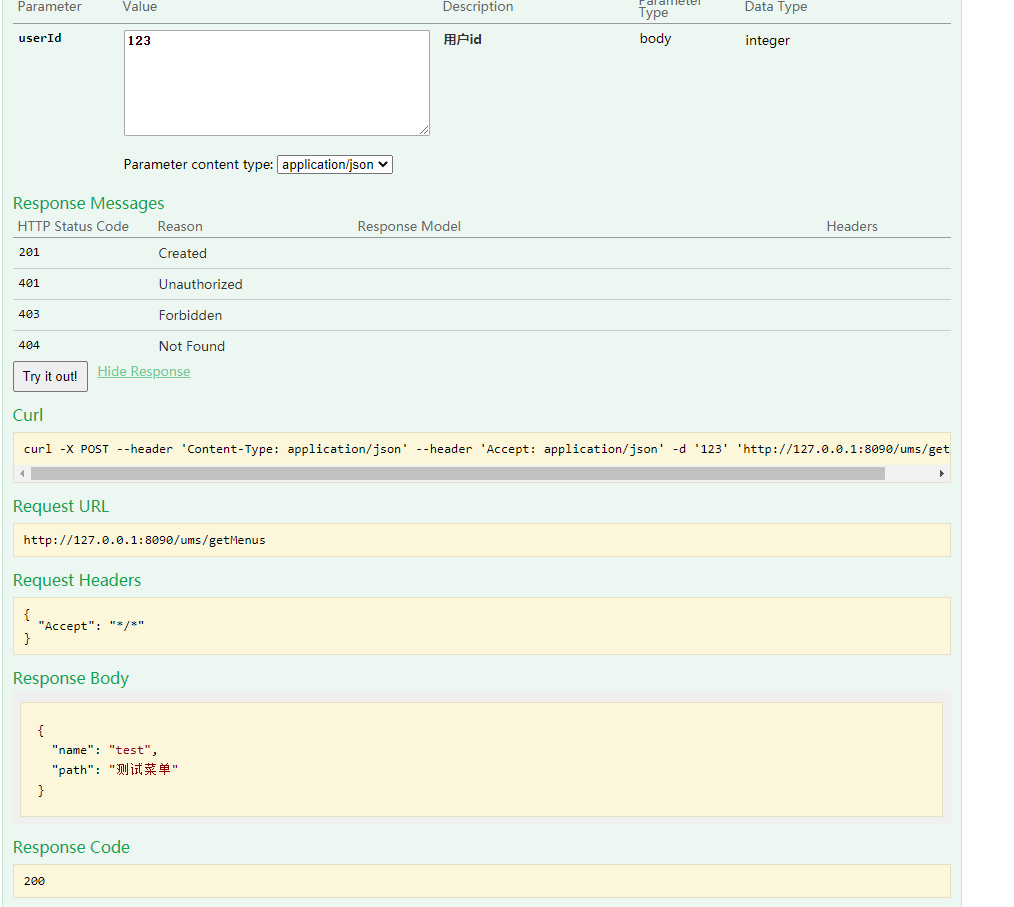 Parameter Value Description Parameter Type Data Type
userId 123 用户id body integer
Parameter content type: application/json
Response Messages
HTTP Status Code Reason Response Model Headers
201 Created
401 Unauthorized
403 Forbidden
404 Not Found
Try it out! Hide Response
Curl
curl -X POST --header 'Content-Type: application/json' --header 'Accept: application/json' -d '123' 'http://127.0.0.1:8090/ums/get
Request URL
http://127.0.0.1:8090/ums/getMenus
Request Headers
{
"Accept": "*/*"
}
Response Body
{
"name": "test",
"path": "测试菜单"
}
Response Code
200